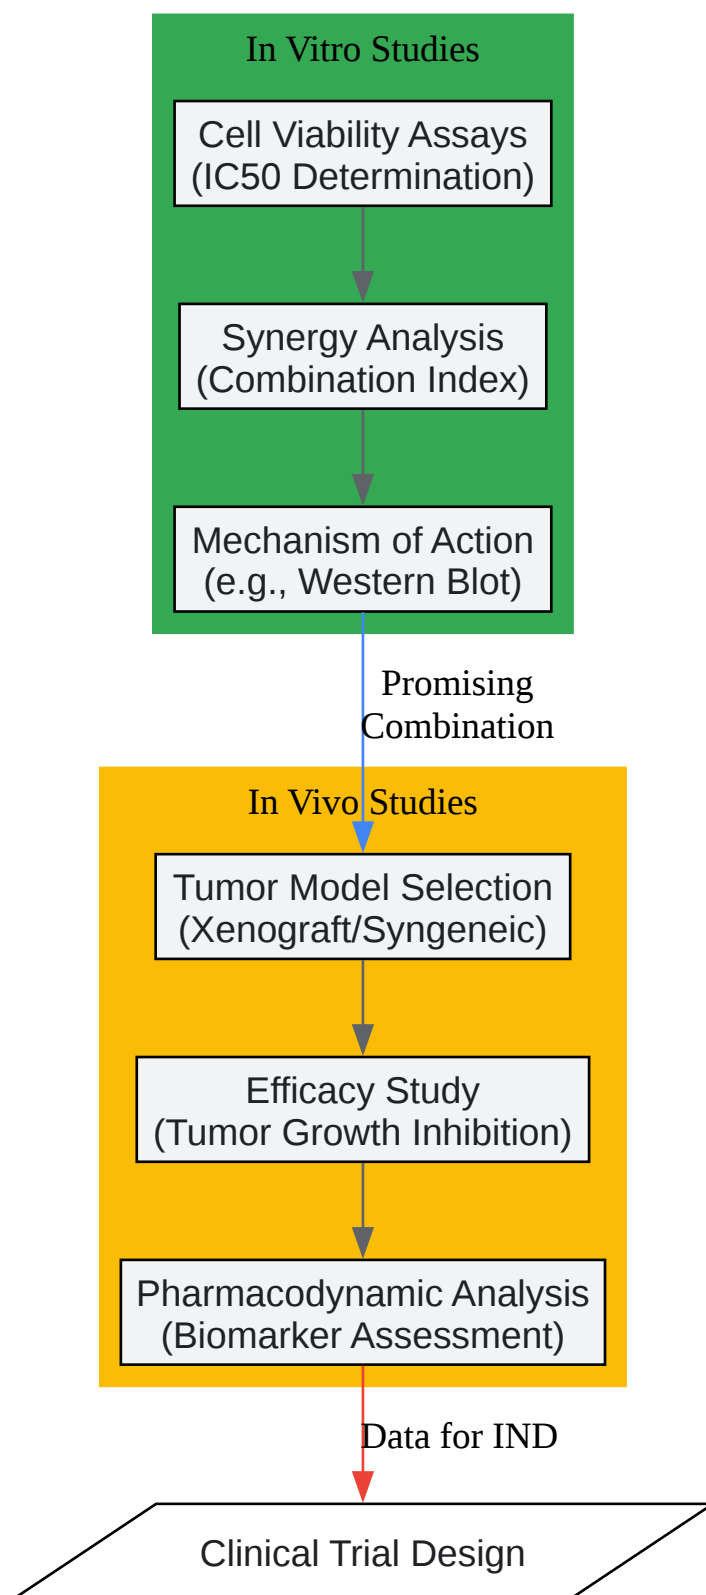 In Vitro Studies
Cell Viability Assays
(IC50 Determination)
Synergy Analysis
(Combination Index)
Mechanism of Action
(e.g., Western Blot)
Promising
Combination
In Vivo Studies
Tumor Model Selection
(Xenograft/Syngeneic)
Efficacy Study
(Tumor Growth Inhibition)
Pharmacodynamic Analysis
(Biomarker Assessment)
Data for IND
Clinical Trial Design